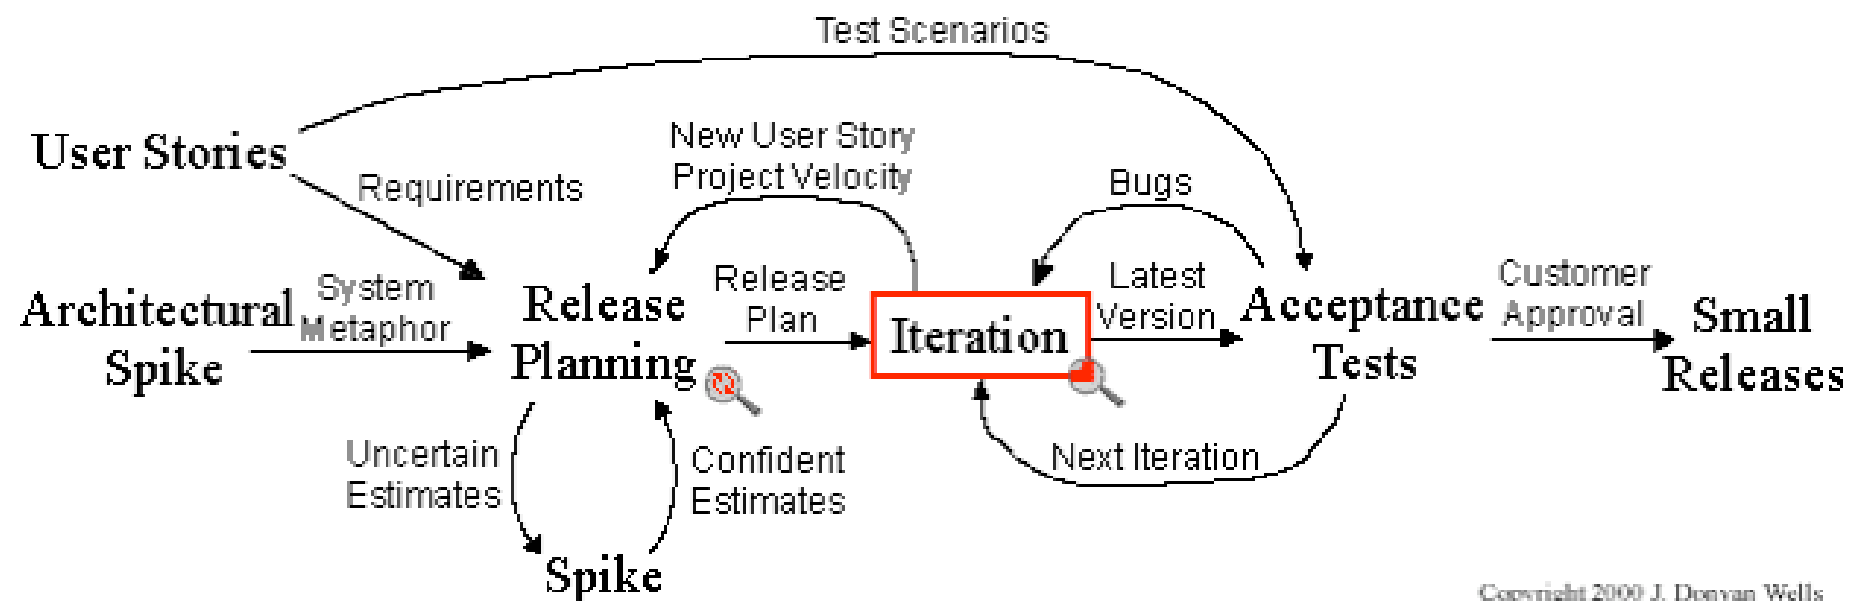 Test Scenarios
User Stories
Requirements
New User Story
Project Velocity
Bugs
Architectural
Spike
System
Metaphor
Release
Planning
Release
Plan
Iteration
Latest
Version
Acceptance
Tests
Customer
Approval
Small
Releases
Uncertain
Estimates
Confident
Estimates
Next Iteration
Spike
Copyright 2000 J. Donvan Wells